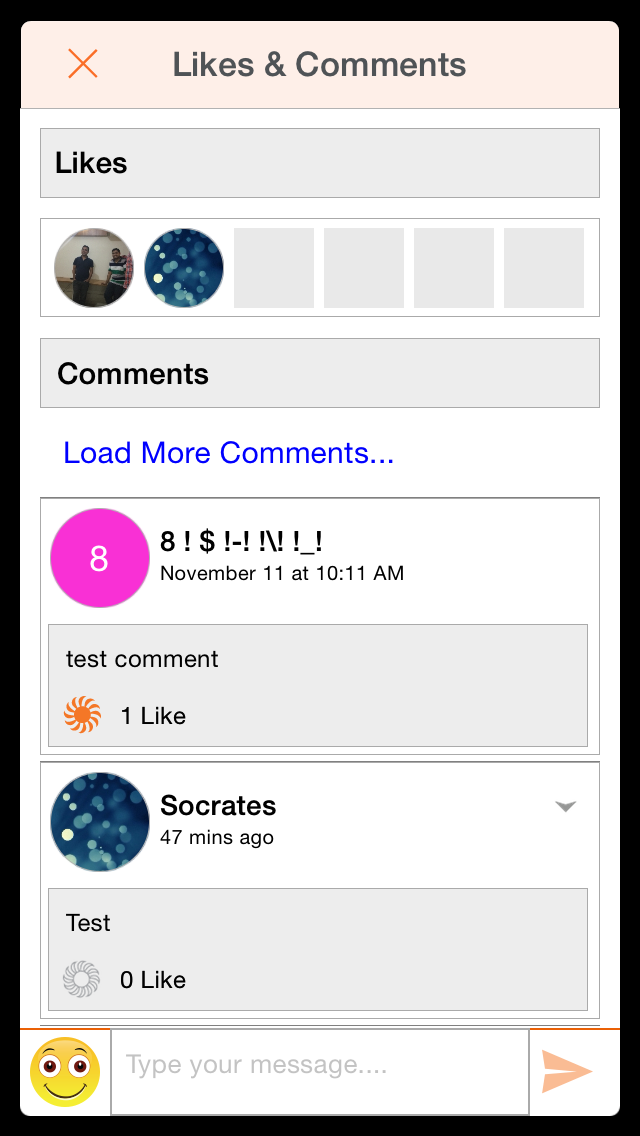 Likes & Comments
Likes
Comments
Load More Comments...
8
8 ! $ !-! !\! !_!
November 11 at 10:11 AM
test comment
1 Like
Socrates
47 mins ago
Test
0 Like
Type your message....